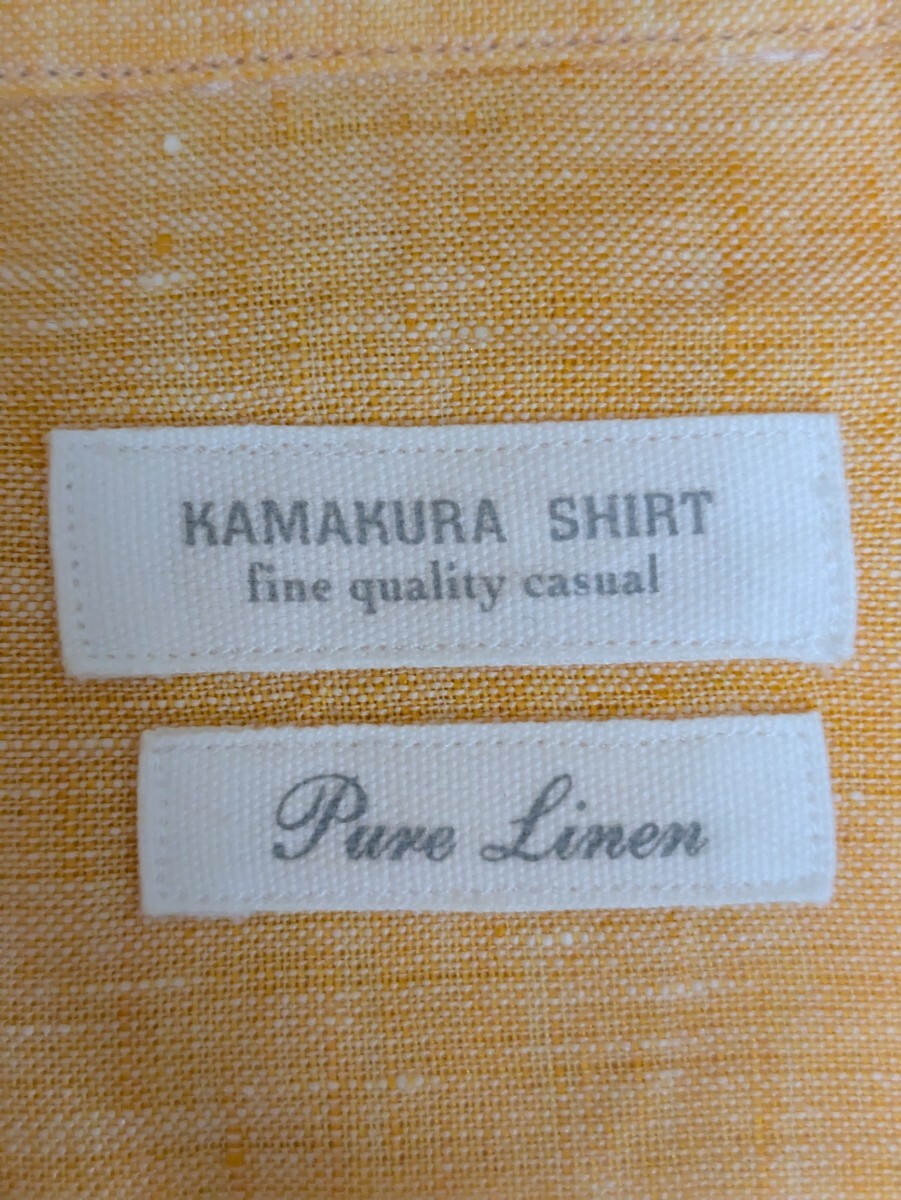 KAMAKURA SHIRT
fine quality casual
Pure Linen